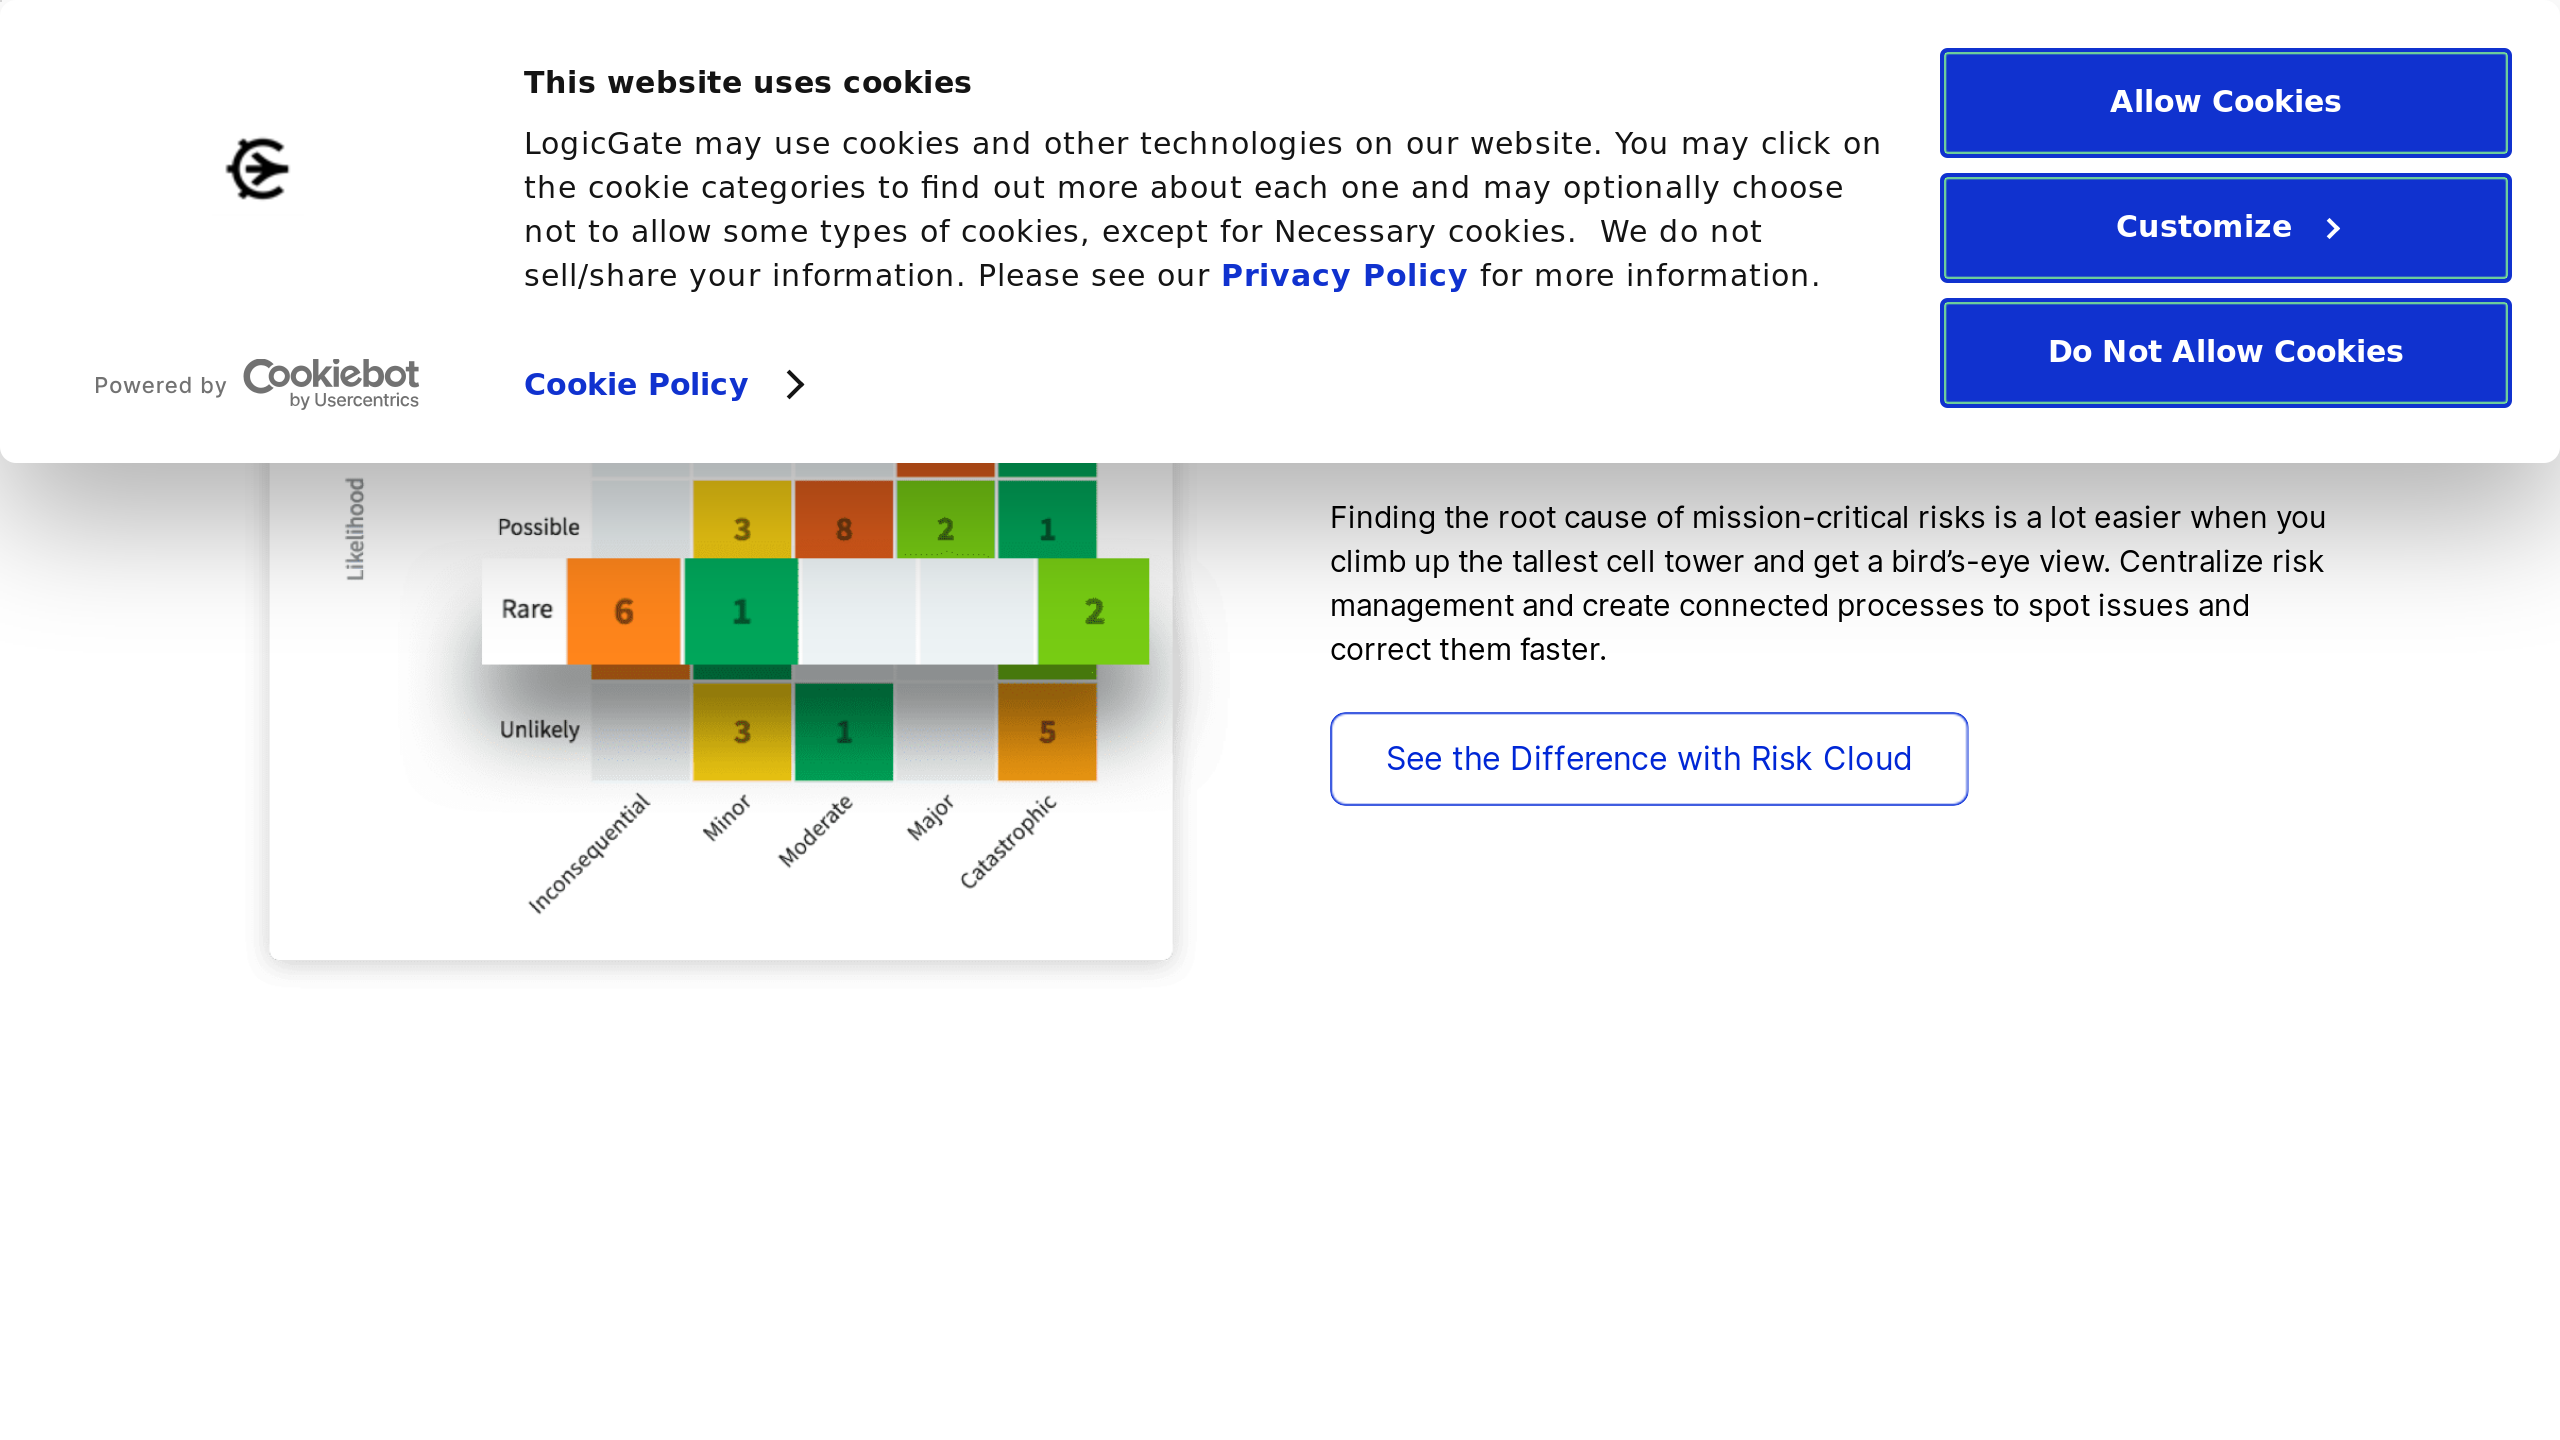 This website uses cookies
LogicGate may use cookies and other technologies on our website. You may click on
the cookie categories to find out more about each one and may optionally choose
not to allow some types of cookies, except for Necessary cookies.  We do not
sell/share your information. Please see our Privacy Policy for more information.
Powered by Cookiebot
by Usercentrics
Cookie Policy
Allow Cookies
Customize
Do Not Allow Cookies
Likelihood
Possible 3 8 2 1
Rare 6 1 2
Unlikely 3 1 5
Inconsequential Minor Moderate Major Catastrophic
Finding the root cause of mission-critical risks is a lot easier when you
climb up the tallest cell tower and get a bird’s-eye view. Centralize risk
management and create connected processes to spot issues and
correct them faster.
See the Difference with Risk Cloud